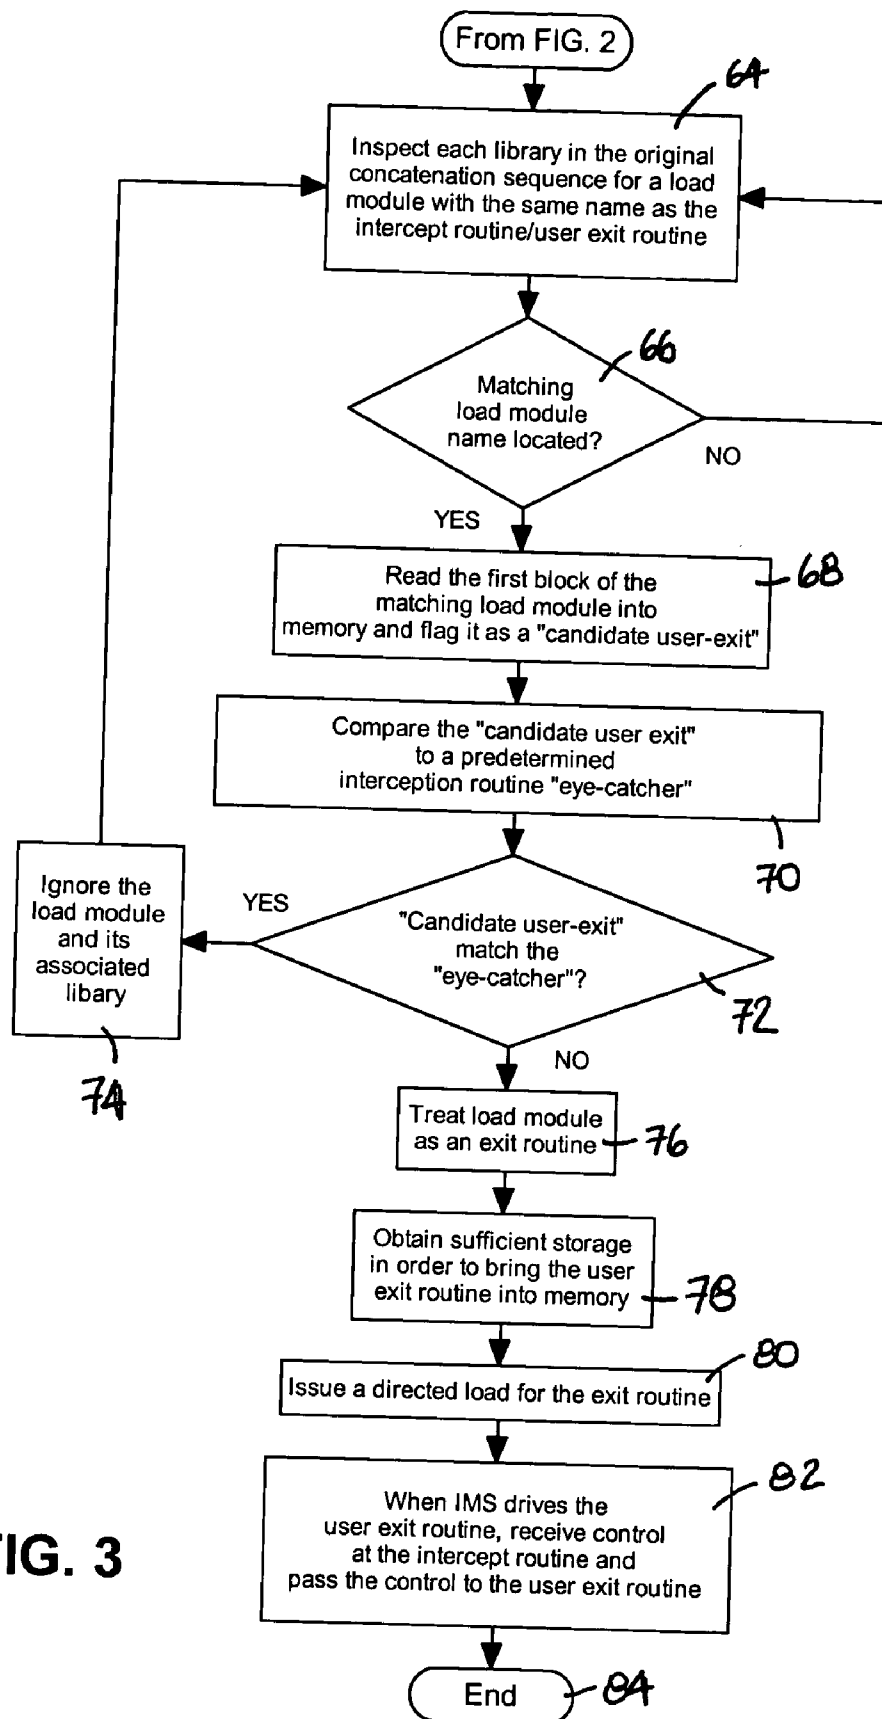 From FIG. 2
64
Inspect each library in the original
concatenation sequence for a load
module with the same name as the
intercept routine/user exit routine
66
Matching
load module
name located?
NO
YES
68
Read the first block of the
matching load module into
memory and flag it as a "candidate user-exit"
Compare the "candidate user exit"
to a predetermined
interception routine "eye-catcher"
70
Ignore the
load module
and its
associated
libary
74
YES
"Candidate user-exit"
match the
"eye-catcher"?
72
NO
Treat load module
as an exit routine
76
Obtain sufficient storage
in order to bring the user
exit routine into memory
78
80
Issue a directed load for the exit routine
82
When IMS drives the
user exit routine, receive control
at the intercept routine and
pass the control to the user exit routine
FIG. 3
End
84